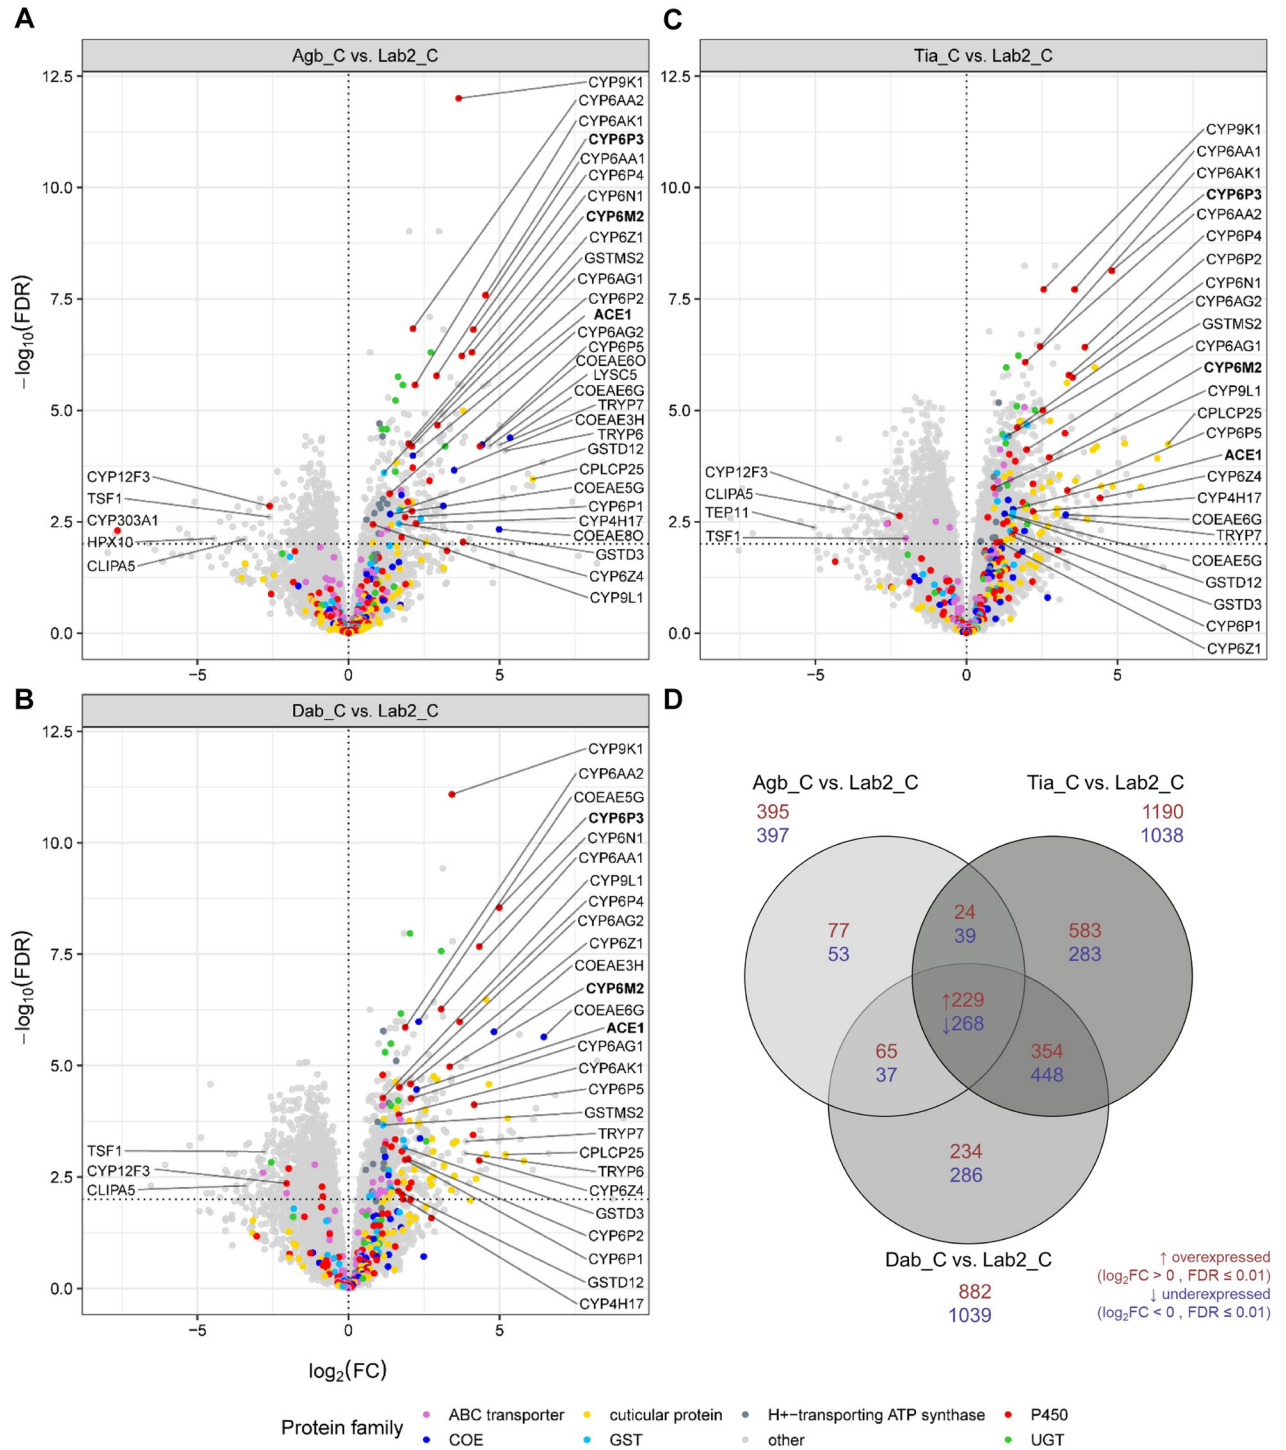 A
Agb_C vs. Lab2_C
12.5
10.0
7.5
5.0
2.5
0.0
−log10(FDR)
−5
0
5
CYP9K1
CYP6AA2
CYP6AK1
CYP6P3
CYP6AA1
CYP6P4
CYP6N1
CYP6M2
CYP6Z1
GSTMS2
CYP6AG1
CYP6P2
ACE1
CYP6AG2
CYP6P5
COEAE6O
LYSC5
COEAE6G
TRYP7
COEAE3H
TRYP6
GSTD12
CPLCP25
COEAE5G
CYP6P1
CYP4H17
COEAE8O
GSTD3
CYP6Z4
CYP9L1
CYP12F3
TSF1
CYP303A1
HPX10
CLIPA5
C
Tia_C vs. Lab2_C
12.5
10.0
7.5
5.0
2.5
0.0
−5
0
5
CYP9K1
CYP6AA1
CYP6AK1
CYP6P3
CYP6AA2
CYP6P4
CYP6P2
CYP6N1
CYP6AG2
GSTMS2
CYP6AG1
CYP6M2
CYP9L1
CPLCP25
CYP6P5
ACE1
CYP6Z4
CYP4H17
COEAE6G
TRYP7
COEAE5G
GSTD12
GSTD3
CYP6P1
CYP6Z1
CYP12F3
CLIPA5
TEP11
TSF1
B
Dab_C vs. Lab2_C
12.5
10.0
7.5
5.0
2.5
0.0
−log10(FDR)
−5
0
5
log2(FC)
CYP9K1
CYP6AA2
COEAE5G
CYP6P3
CYP6N1
CYP6AA1
CYP9L1
CYP6P4
CYP6AG2
CYP6Z1
COEAE3H
CYP6M2
COEAE6G
ACE1
CYP6AG1
CYP6AK1
CYP6P5
GSTMS2
TRYP7
CPLCP25
TRYP6
CYP6Z4
GSTD3
CYP6P2
CYP6P1
GSTD12
CYP4H17
TSF1
CYP12F3
CLIPA5
D
Agb_C vs. Lab2_C
395
397
Tia_C vs. Lab2_C
1190
1038
77
53
24
39
583
283
↑229
↓268
65
37
354
448
234
286
Dab_C vs. Lab2_C
882
1039
↑ overexpressed
(log2FC > 0 , FDR ≤ 0.01)
↓ underexpressed
(log2FC < 0 , FDR ≤ 0.01)
Protein family
ABC transporter
cuticular protein
H+−transporting ATP synthase
P450
COE
GST
other
UGT